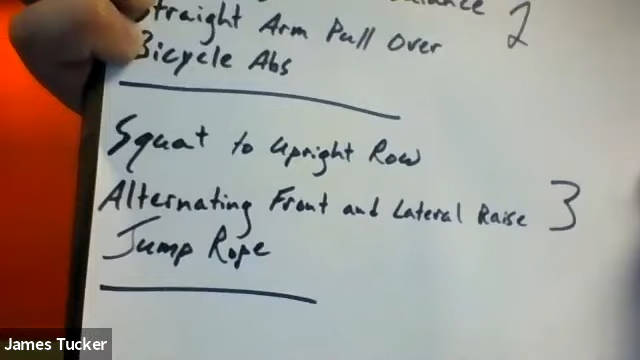 2
Straight Arm Pull Over
Bicycle Abs
Squat to upright Row
Alternating Front and Lateral Raise 3
Jump Rope
James Tucker